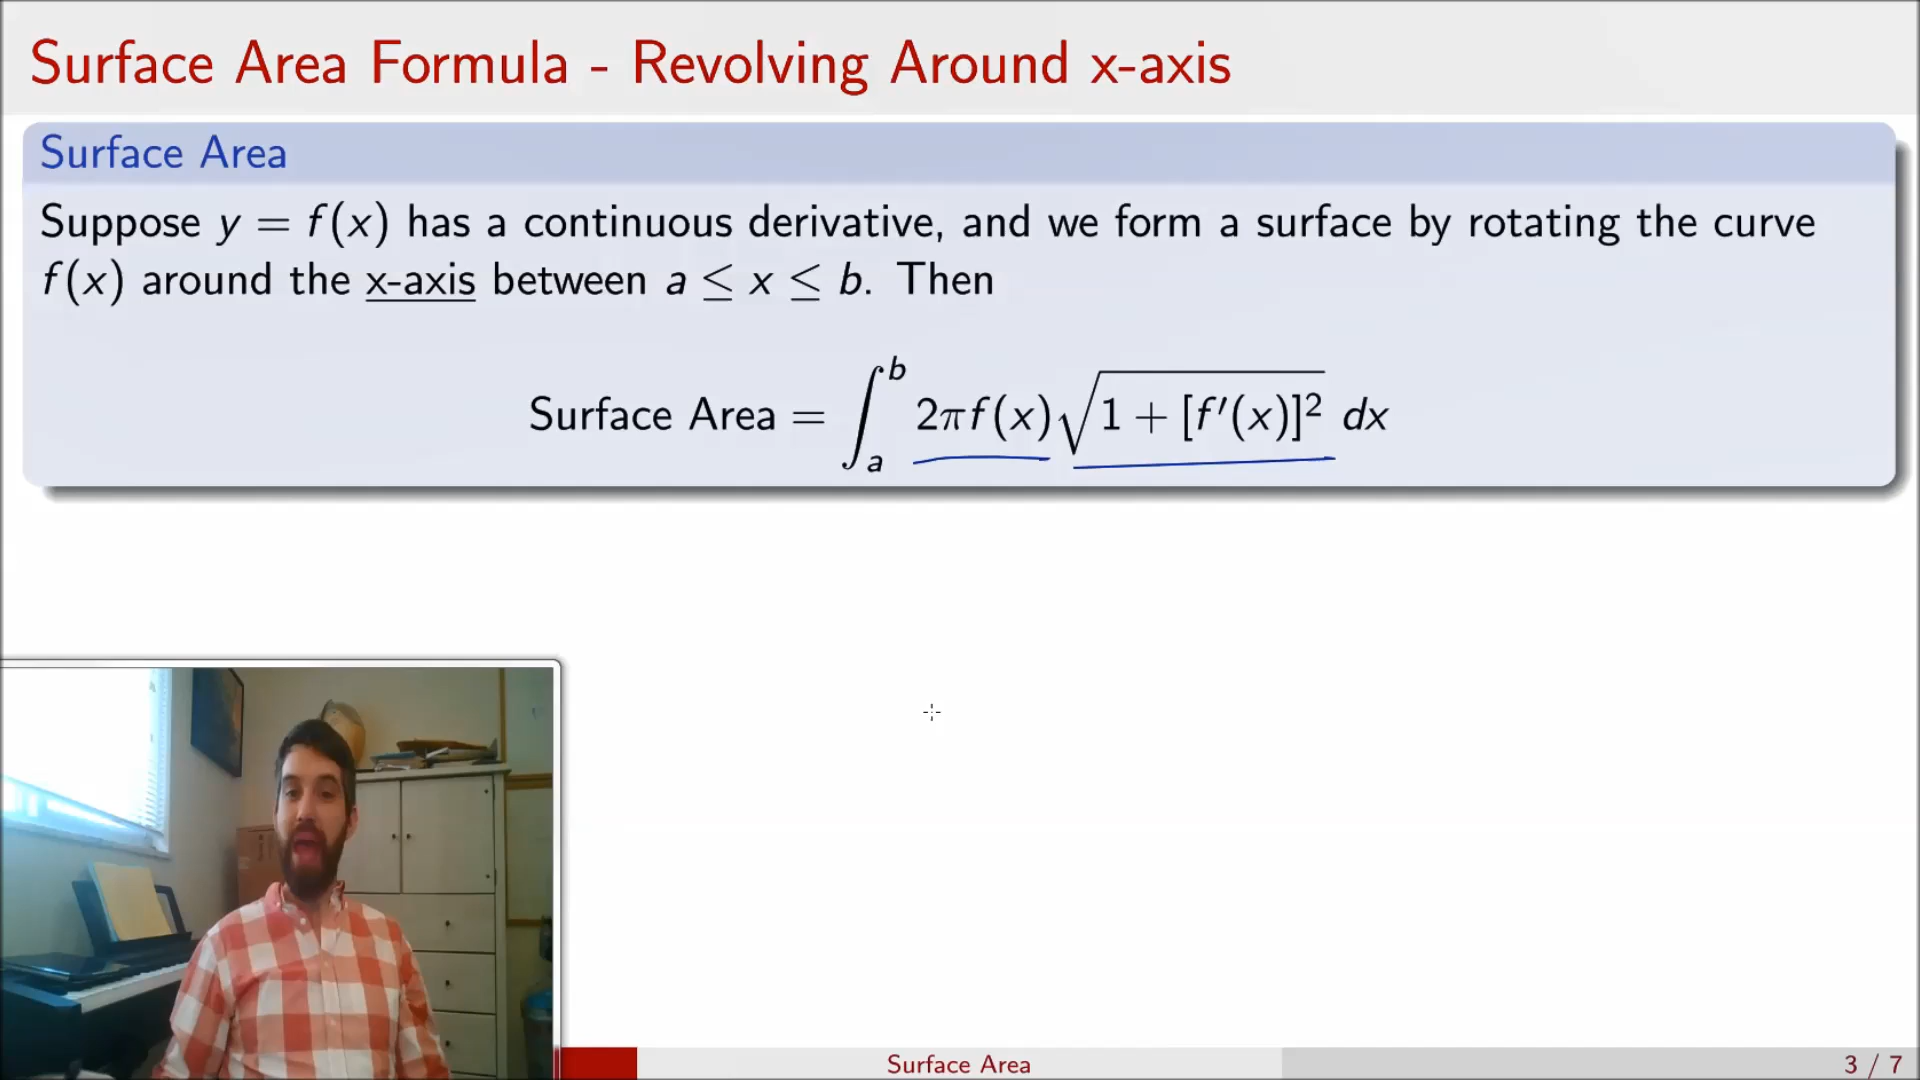 Surface Area Formula - Revolving Around x-axis
Surface Area
Suppose y = f(x) has a continuous derivative, and we form a surface by rotating the curve
f(x) around the x-axis between a ≤ x ≤ b. Then
Surface Area = ∫_a^b 2πf(x)√(1 + [f′(x)]²) dx
Surface Area
3 / 7